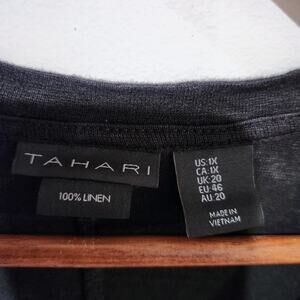 TAHARI
100% LINEN
US:1X
CA:1X
UK:20
EU:46
AU:20
MADE IN
VIETNAM